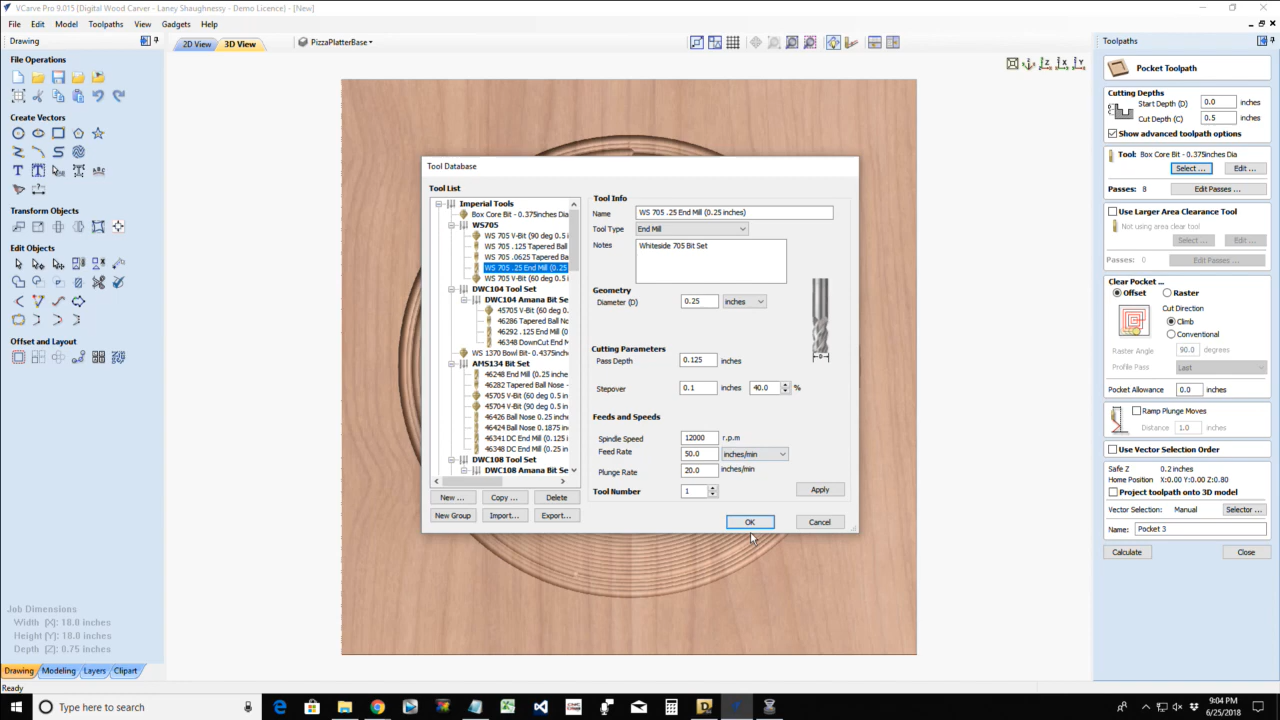 VCarve Pro 9.015 (Digital Wood Carver - Laney Shaughnessy - Demo Licence) - [New]
File Edit Model Toolpaths View Gadgets Help
Drawing
2D View 3D View PizzaPlatterBase
File Operations
Create Vectors
Transform Objects
Edit Objects
Offset and Layout
Job Dimensions
Width (X): 18.0 inches
Height (Y): 18.0 inches
Depth (Z): 0.75 inches
Drawing Modeling Layers Clipart
Ready
Tool Database
Tool List
Imperial Tools
Box Core Bit - 0.375inches Dia
WS705
WS 705 V-Bit (90 deg 0.5 i
WS 705 .125 Tapered Ball
WS 705 .0625 Tapered Ba
WS 705 .25 End Mill (0.25
WS 705 V-Bit (60 deg 0.5 i
DWC104 Tool Set
DWC104 Amana Bit Se
45705 V-Bit (60 deg 0.
46286 Tapered Ball No
46292 .125 End Mill (0
46348 DownCut End M
WS 1370 Bowl Bit- 0.4375inch
AMS134 Bit Set
46248 End Mill (0.25 inche
46282 Tapered Ball Nose -
45705 V-Bit (60 deg 0.5 in
45704 V-Bit (90 deg 0.5 in
46426 Ball Nose 0.25 inch
46424 Ball Nose 0.1875 in
46341 DC End Mill (0.125 i
46348 DC End Mill (0.25 in
DWC108 Tool Set
DWC108 Amana Bit Se
New ... Copy ... Delete
New Group Import... Export...
Tool Info
Name WS 705 .25 End Mill (0.25 inches)
Tool Type End Mill
Notes Whiteside 705 Bit Set
Geometry
Diameter (D) 0.25 inches
D
Cutting Parameters
Pass Depth 0.125 inches
Stepover 0.1 inches 40.0 %
Feeds and Speeds
Spindle Speed 12000 r.p.m
Feed Rate 50.0 inches/min
Plunge Rate 20.0 inches/min
Tool Number 1 Apply
OK Cancel
Toolpaths
Pocket Toolpath
Cutting Depths
Start Depth (D) 0.0 inches
Cut Depth (C) 0.5 inches
Show advanced toolpath options
Tool: Box Core Bit - 0.375inches Dia
Select ... Edit ...
Passes: 8 Edit Passes ...
Use Larger Area Clearance Tool
Not using area clear tool
Select ... Edit ...
Passes: 0 Edit Passes ...
Clear Pocket ...
Offset Raster
Cut Direction
Climb
Conventional
Raster Angle 90.0 degrees
Profile Pass Last
Pocket Allowance 0.0 inches
Ramp Plunge Moves
Distance 1.0 inches
Use Vector Selection Order
Safe Z 0.2 inches
Home Position X:0.00 Y:0.00 Z:0.80
Project toolpath onto 3D model
Vector Selection: Manual Selector ...
Name: Pocket 3
Calculate Close
Type here to search
9:04 PM
6/25/2018